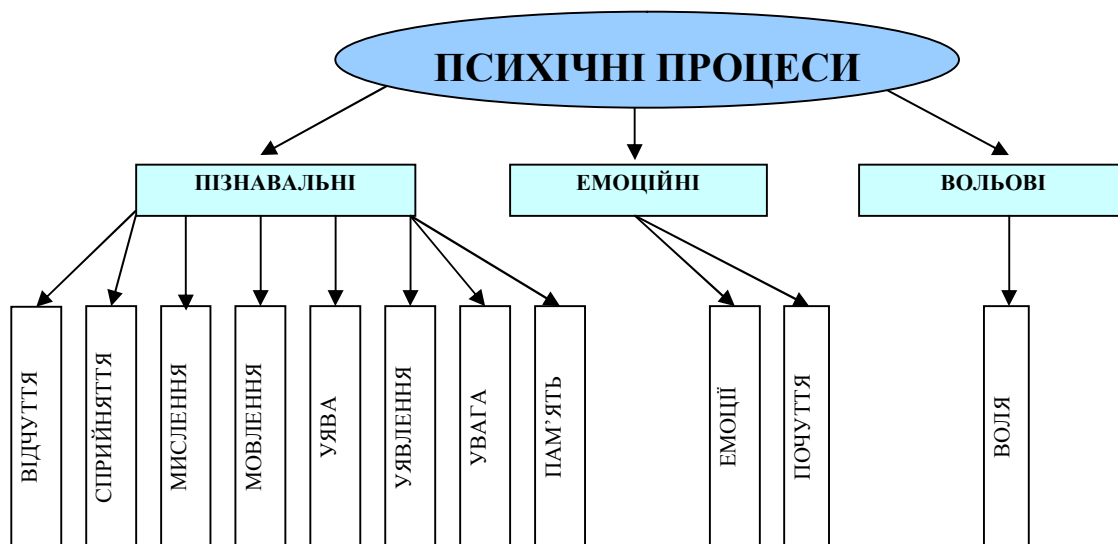 ПСИХІЧНІ ПРОЦЕСИ
ПІЗНАВАЛЬНІ
ЕМОЦІЙНІ
ВОЛЬОВІ
ВІДЧУТТЯ
СПРИЙНЯТТЯ
МИСЛЕННЯ
МОВЛЕННЯ
УЯВА
УЯВЛЕННЯ
УВАГА
ПАМ’ЯТЬ
ЕМОЦІЇ
ПОЧУТТЯ
ВОЛЯ